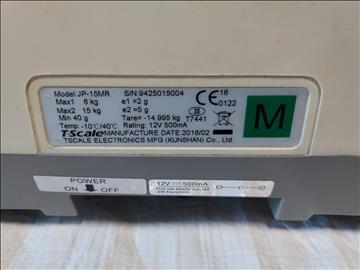 Model:JP-15MR S/N:9425015004
Max1 6 kg e1=2 g CE 16
Max2 15 kg e2=5 g 0122
Min 40 g Tare=-14.995 kg T7441 M
Temp:-10°C/40°C Rating: 12V 500mA
TScale MANUFACTURE DATE:2016/02
TSCALE ELECTRONICS MFG (KUNSHAN) CO.,LTD
POWER
ON OFF
12V 500mA